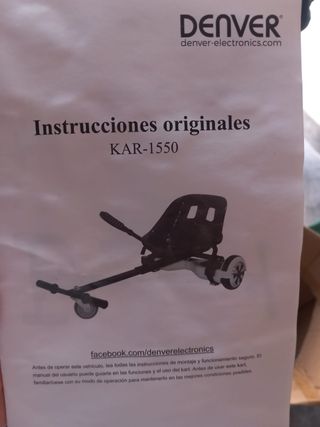 DENVER®
denver-electronics.com
Instrucciones originales
KAR-1550
facebook.com/denverelectronics
Antes de operar este vehículo, lea todas las instrucciones de montaje y funcionamiento seguro. El
manual del usuario puede guiarle en las funciones y el uso del kart. Antes de usar este kart,
familiarícese con su modo de operación para mantenerlo en las mejores condiciones posibles.